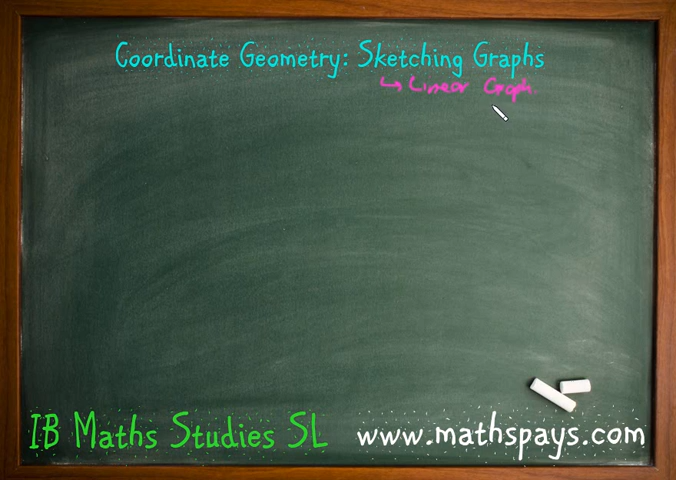 Coordinate Geometry: Sketching Graphs
↳ Linear Graph.
IB Maths Studies SL
www.mathspays.com